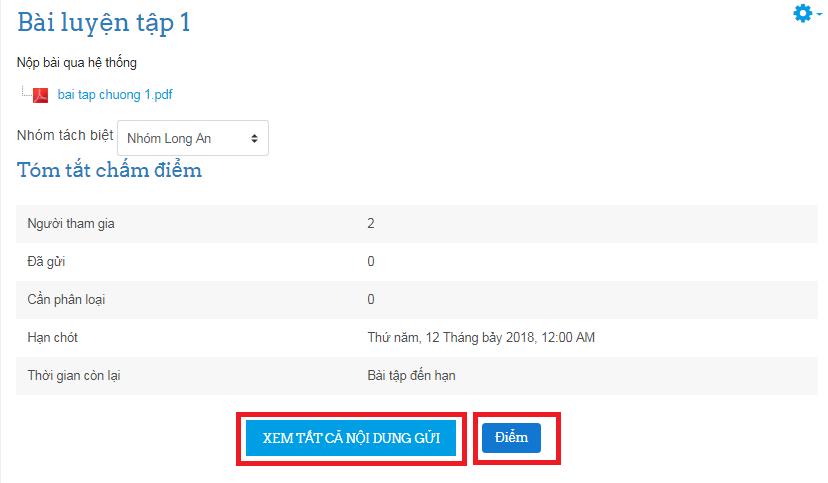 Bài luyện tập 1
Nộp bài qua hệ thống
bai tap chuong 1.pdf
Nhóm tách biệt Nhóm Long An
Tóm tắt chấm điểm
Người tham gia 2
Đã gửi 0
Cần phân loại 0
Hạn chót Thứ năm, 12 Tháng bảy 2018, 12:00 AM
Thời gian còn lại Bài tập đến hạn
XEM TẤT CẢ NỘI DUNG GỬI Điểm